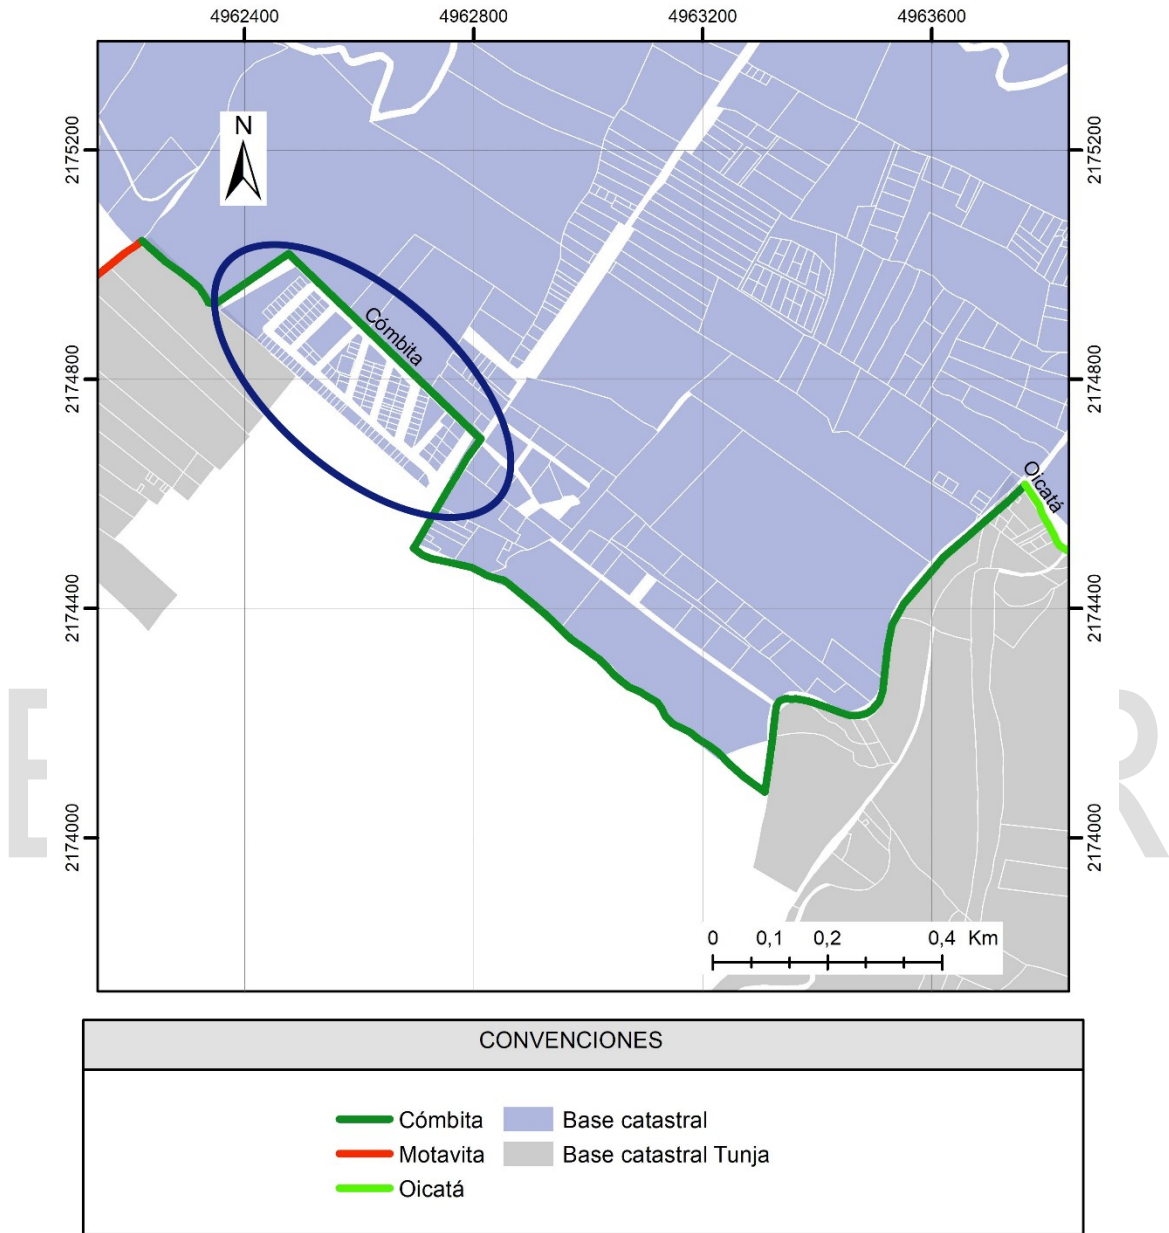 4962400 4962800 4963200 4963600
2175200 2175200
N
Cómbita
2174800 2174800
Oicatá
2174400 2174400
E R
2174000 2174000
0 0,1 0,2 0,4 Km
CONVENCIONES
Cómbita Base catastral
Motavita Base catastral Tunja
Oicatá